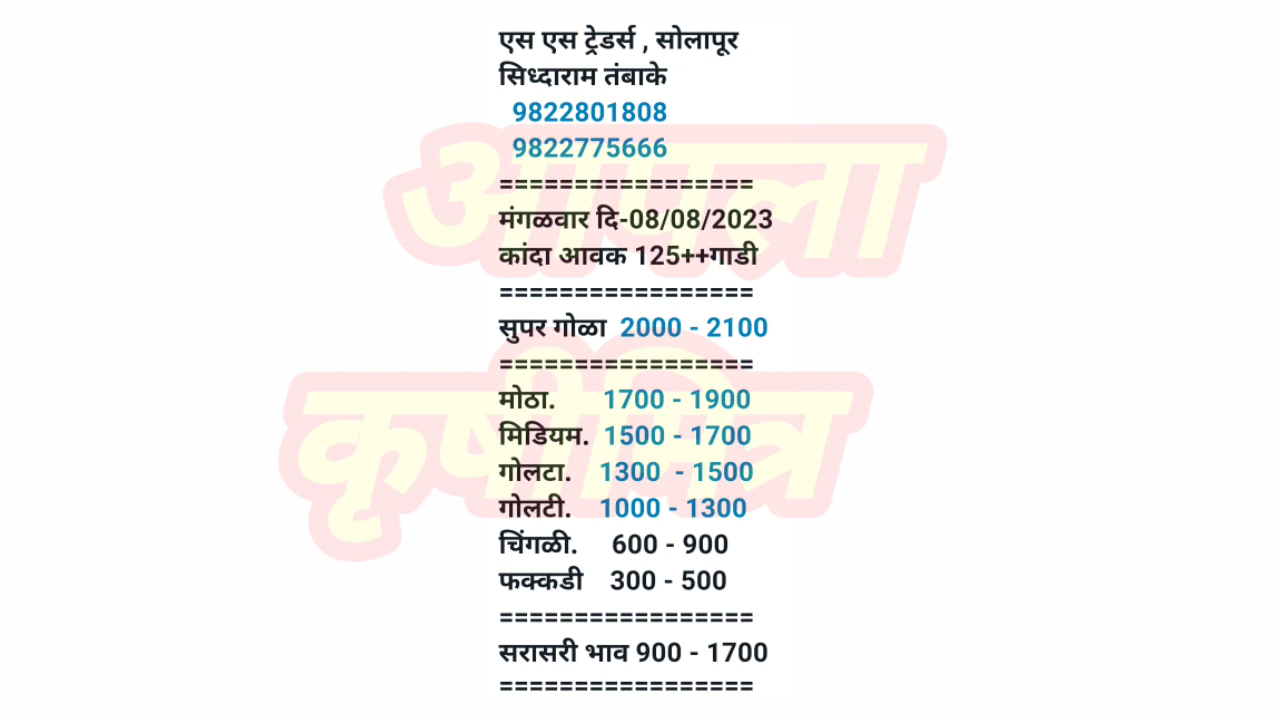 एस एस ट्रेडर्स , सोलापूर
सिध्दाराम तंबाके
9822801808
9822775666
=================
मंगळवार दि-08/08/2023
कांदा आवक 125++गाडी
=================
सुपर गोळा 2000 - 2100
=================
मोठा. 1700 - 1900
मिडियम. 1500 - 1700
गोलटा. 1300 - 1500
गोलटी. 1000 - 1300
चिंगळी. 600 - 900
फक्कडी 300 - 500
=================
सरासरी भाव 900 - 1700
=================
आपला
कृषीमित्र